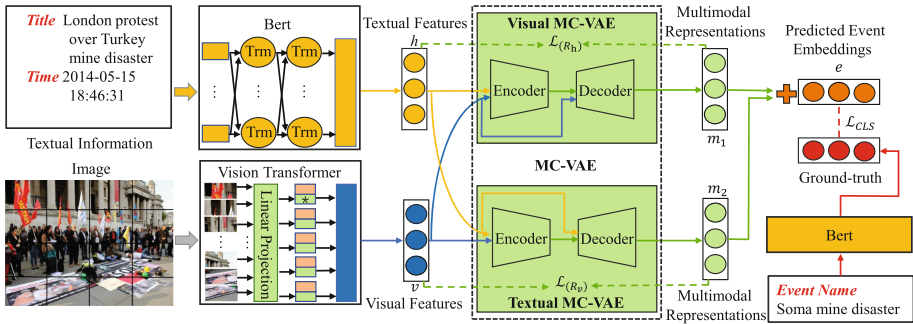 Title London protest
over Turkey
mine disaster
Time 2014-05-15
18:46:31
Textual Information
Image
Bert
Trm Trm
Trm Trm
Vision Transformer
Linear Projection
*
Textual Features
h
v
Visual Features
Visual MC-VAE
L(Rh)
Encoder
Decoder
MC-VAE
Encoder
Decoder
L(Rv)
Textual MC-VAE
Multimodal
Representations
m1
m2
Multimodal
Representations
Predicted Event
Embeddings
e
LCLS
Ground-truth
Bert
Event Name
Soma mine disaster